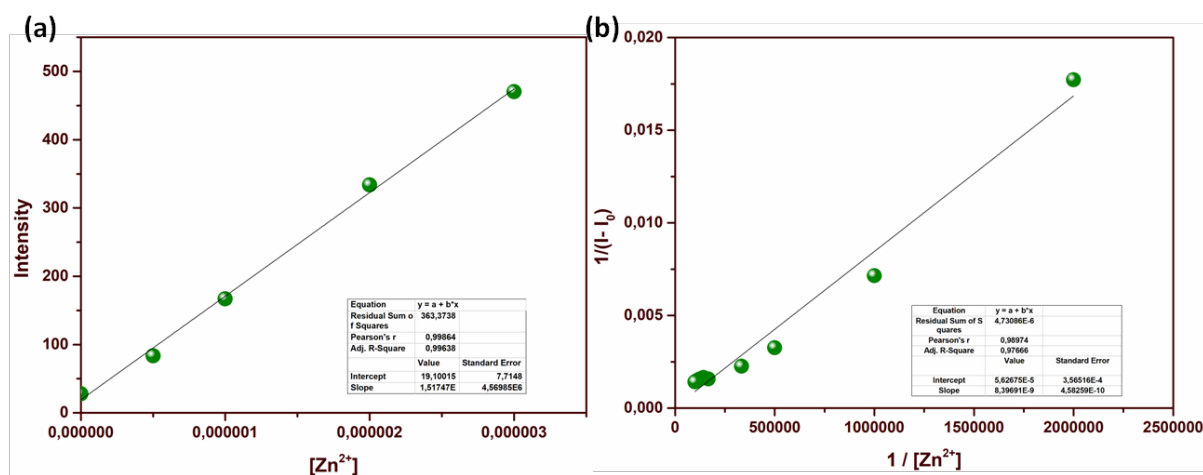 (a)
500
400
300
200
100
0
Intensity
0,000000
0,000001
0,000002
0,000003
[Zn²⁺]
Equation y = a + b*x
Residual Sum o
f Squares
363,3738
Pearson's r 0,99864
Adj. R-Square 0,99638
Value Standard Error
Intercept 19,10015 7,7148
Slope 1,51747E 4,56985E6
(b)
0,020
0,015
0,010
0,005
0,000
1/(I- I₀)
0
500000
1000000
1500000
2000000
2500000
1 / [Zn²⁺]
Equation y = a + b*x
Residual Sum of S
quares
4,73086E-6
Pearson's r 0,98974
Adj. R-Square 0,97666
Value Standard Error
Intercept 5,62675E-5 3,56516E-4
Slope 8,39691E-9 4,58259E-10